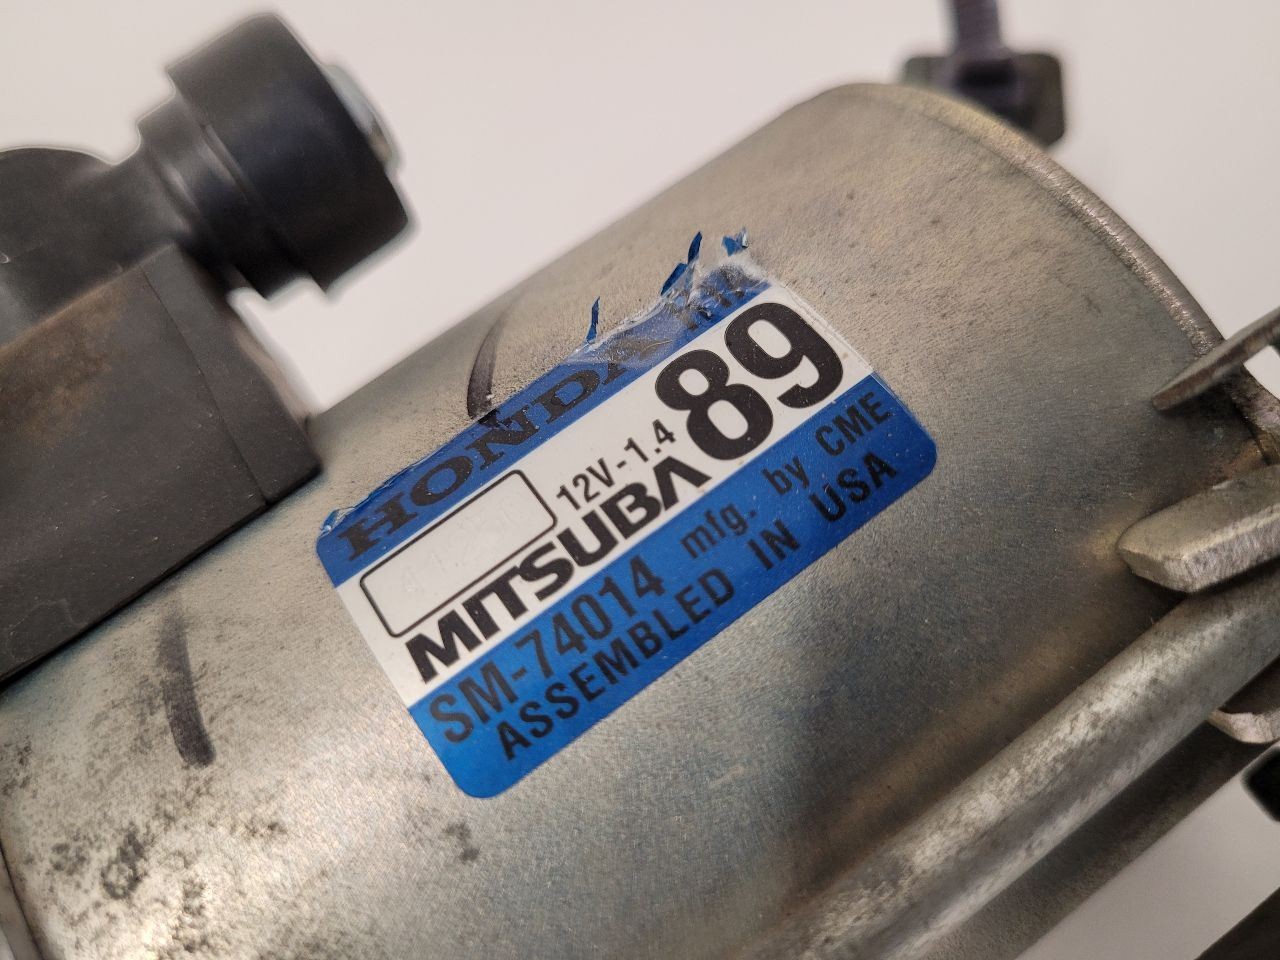 HONDA
12V-1.4
MITSUBA
89
SM-74014 mfg. by CME
ASSEMBLED IN USA